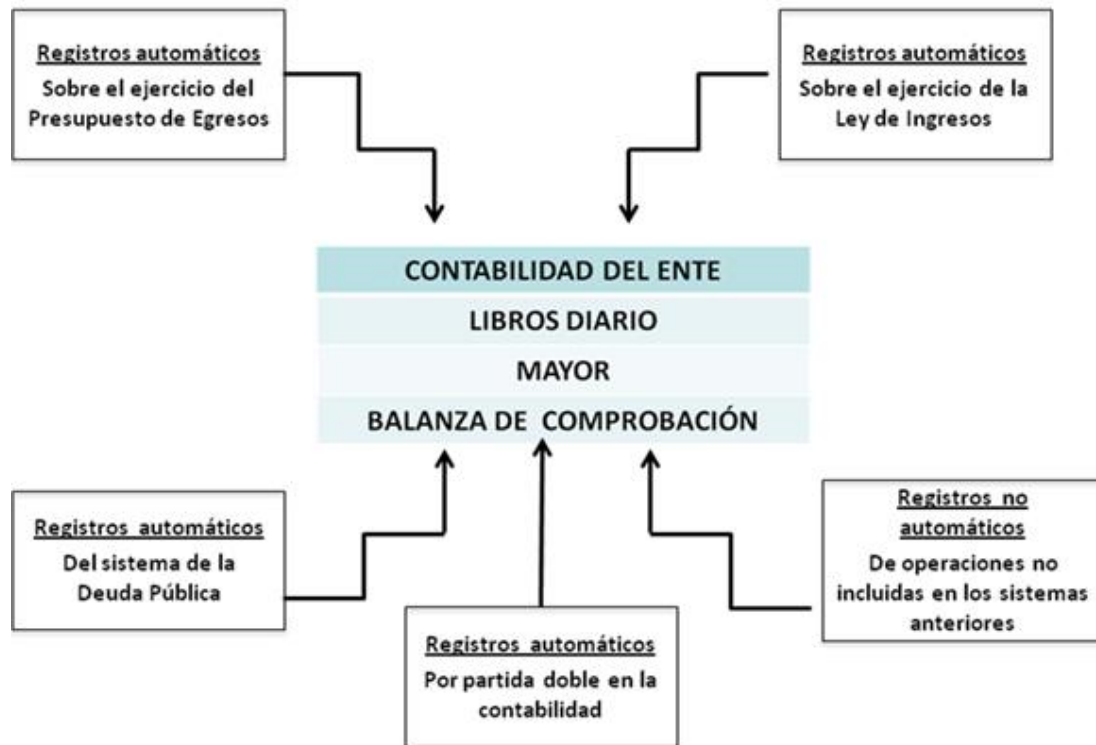 Registros automáticos
Sobre el ejercicio del
Presupuesto de Egresos
Registros automáticos
Sobre el ejercicio de la
Ley de Ingresos
CONTABILIDAD DEL ENTE
LIBROS DIARIO
MAYOR
BALANZA DE COMPROBACIÓN
Registros automáticos
Del sistema de la
Deuda Pública
Registros automáticos
Por partida doble en la
contabilidad
Registros no
automáticos
De operaciones no
incluidas en los sistemas
anteriores